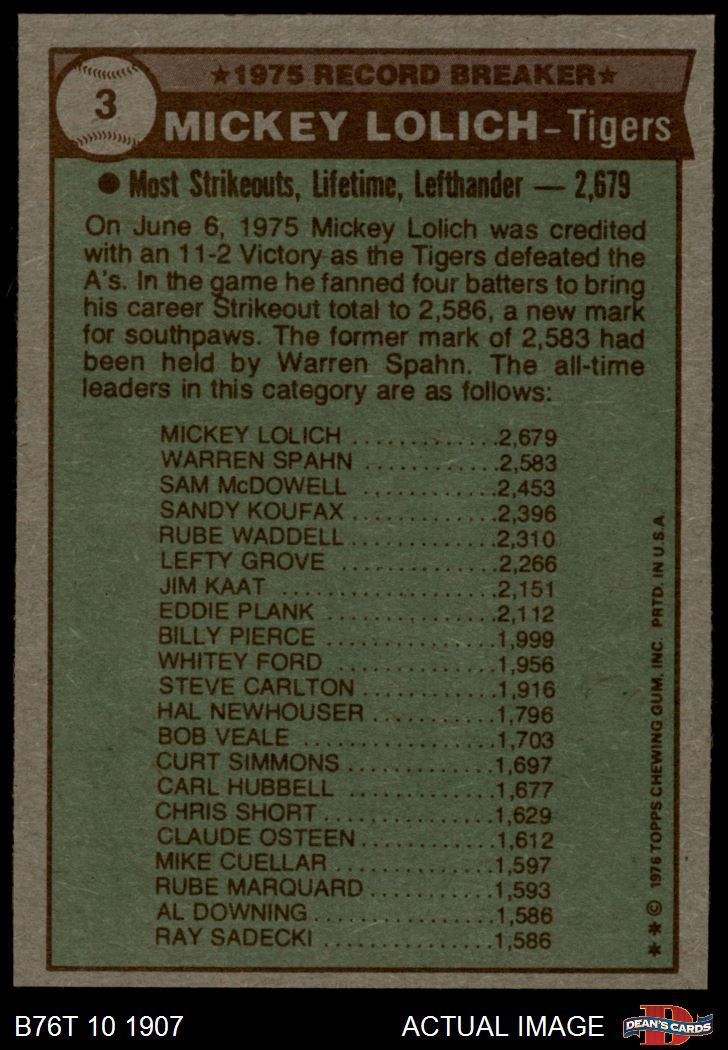 3
★1975 RECORD BREAKER★
MICKEY LOLICH–Tigers
● Most Strikeouts, Lifetime, Lefthander — 2,679
On June 6, 1975 Mickey Lolich was credited
with an 11-2 Victory as the Tigers defeated the
A's. In the game he fanned four batters to bring
his career Strikeout total to 2,586, a new mark
for southpaws. The former mark of 2,583 had
been held by Warren Spahn. The all-time
leaders in this category are as follows:
MICKEY LOLICH .............2,679
WARREN SPAHN ............2,583
SAM McDOWELL ............2,453
SANDY KOUFAX .............2,396
RUBE WADDELL .............2,310
LEFTY GROVE ...............2,266
JIM KAAT ....................2,151
EDDIE PLANK ................2,112
BILLY PIERCE ................1,999
WHITEY FORD ...............1,956
STEVE CARLTON ............1,916
HAL NEWHOUSER ...........1,796
BOB VEALE ..................1,703
CURT SIMMONS .............1,697
CARL HUBBELL ..............1,677
CHRIS SHORT ................1,629
CLAUDE OSTEEN ............1,612
MIKE CUELLAR ..............1,597
RUBE MARQUARD ...........1,593
AL DOWNING .................1,586
RAY SADECKI ................1,586
** © 1976 TOPPS CHEWING GUM, INC. PRTD. IN U.S.A.
B76T 10 1907
ACTUAL IMAGE
D
DEAN'S CARDS